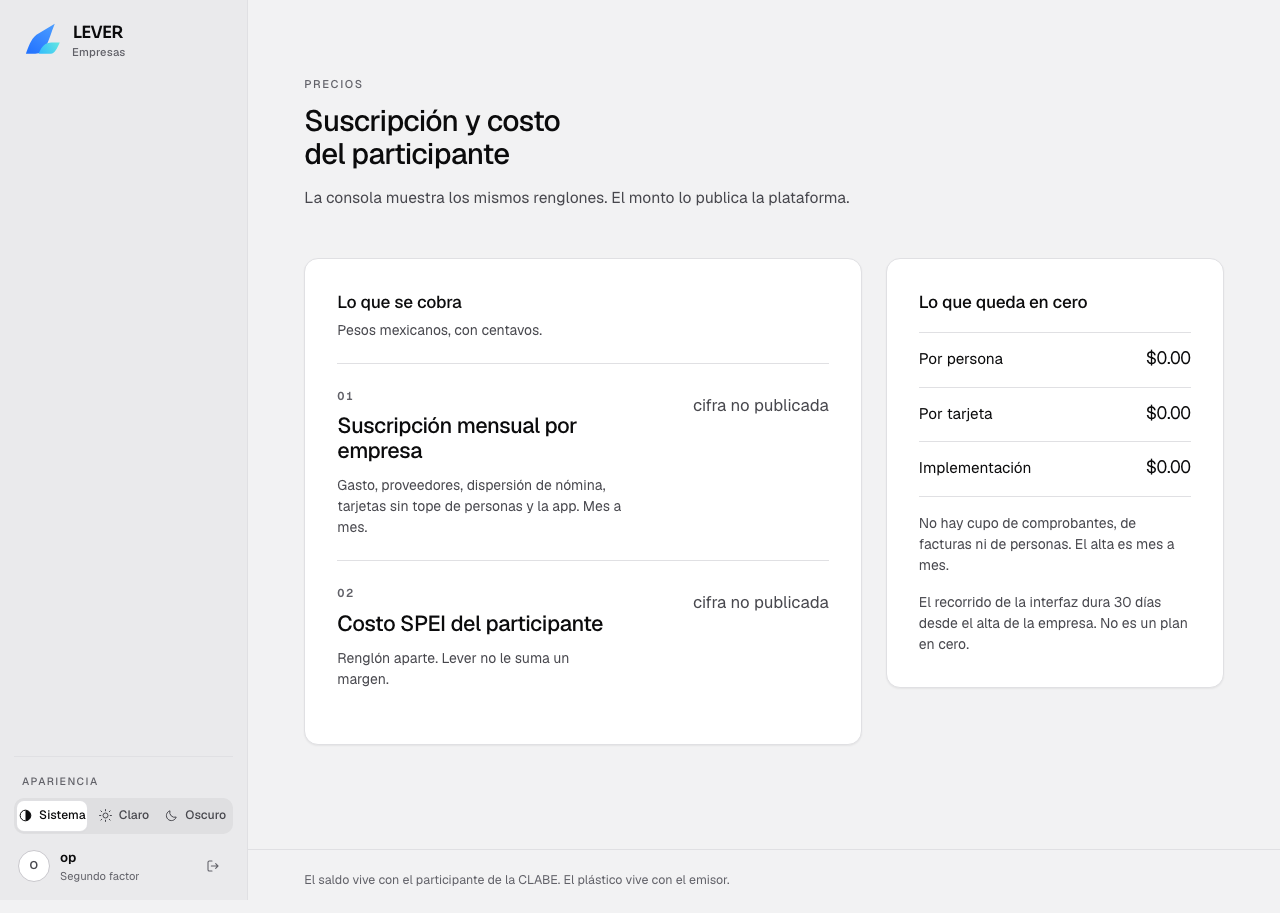 LEVER
Empresas
PRECIOS
Suscripción y costo
del participante
La consola muestra los mismos renglones. El monto lo publica la plataforma.
Lo que se cobra
Pesos mexicanos, con centavos.
01
Suscripción mensual por
empresa
cifra no publicada
Gasto, proveedores, dispersión de nómina,
tarjetas sin tope de personas y la app. Mes a
mes.
02
Costo SPEI del participante
cifra no publicada
Renglón aparte. Lever no le suma un
margen.
Lo que queda en cero
Por persona $0.00
Por tarjeta $0.00
Implementación $0.00
No hay cupo de comprobantes, de
facturas ni de personas. El alta es mes a
mes.
El recorrido de la interfaz dura 30 días
desde el alta de la empresa. No es un plan
en cero.
APARIENCIA
Sistema Claro Oscuro
O
op
Segundo factor
El saldo vive con el participante de la CLABE. El plástico vive con el emisor.